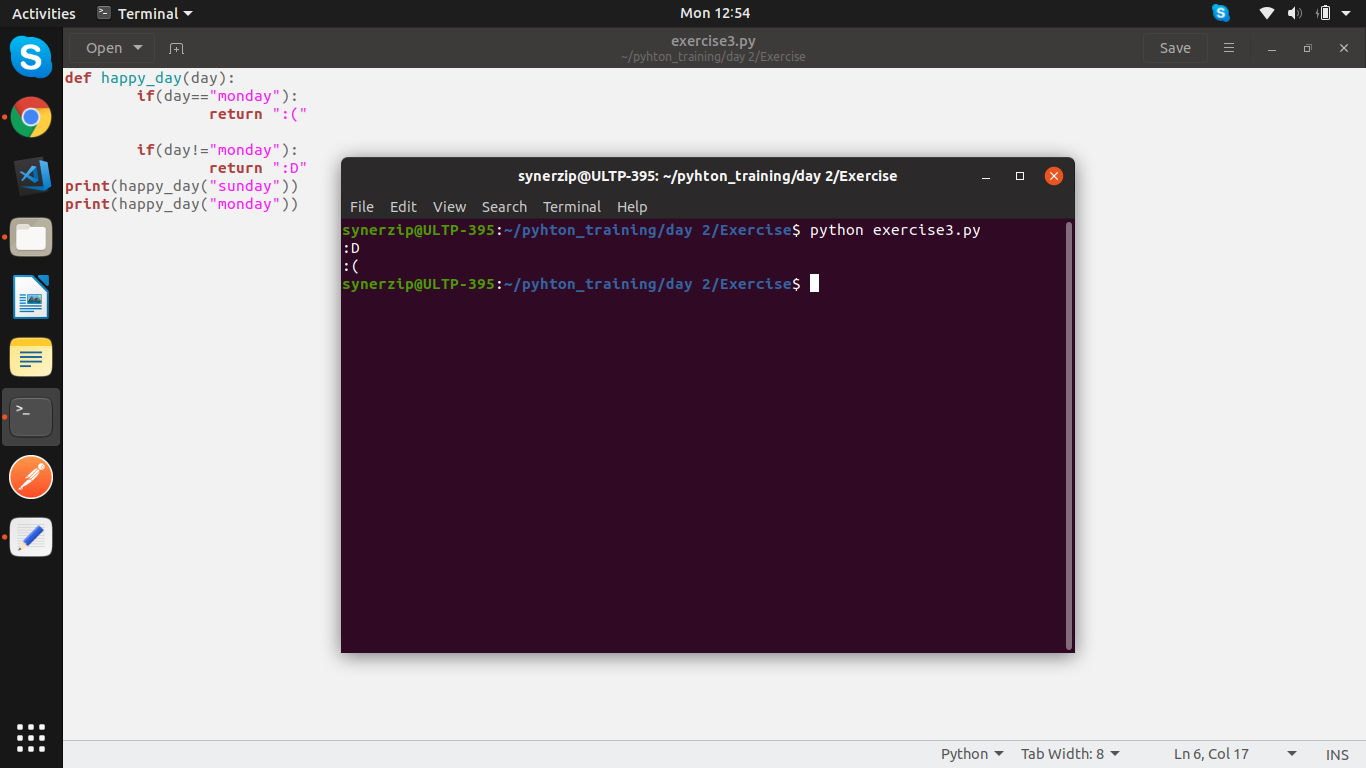 Activities
Terminal
Mon 12:54
Open
exercise3.py
~/pyhton_training/day 2/Exercise
Save
def happy_day(day):
        if(day=="monday"):
                return ":("
        if(day!="monday"):
                return ":D"
print(happy_day("sunday"))
print(happy_day("monday"))
synerzip@ULTP-395: ~/pyhton_training/day 2/Exercise
File Edit View Search Terminal Help
synerzip@ULTP-395:~/pyhton_training/day 2/Exercise$ python exercise3.py
:D
:(
synerzip@ULTP-395:~/pyhton_training/day 2/Exercise$
Python
Tab Width: 8
Ln 6, Col 17
INS